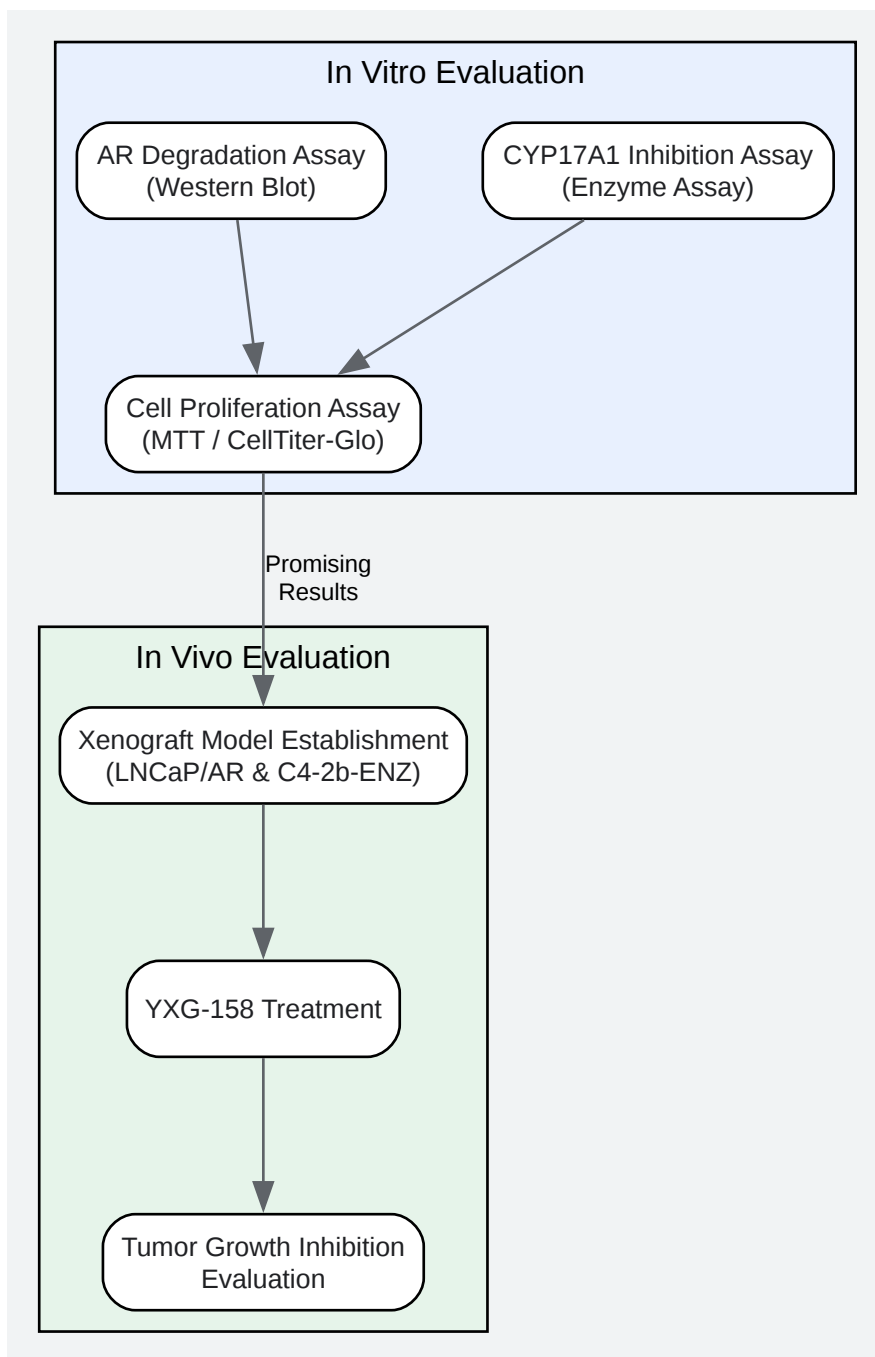 In Vitro Evaluation
AR Degradation Assay
(Western Blot)
CYP17A1 Inhibition Assay
(Enzyme Assay)
Cell Proliferation Assay
(MTT / CellTiter-Glo)
Promising
Results
In Vivo Evaluation
Xenograft Model Establishment
(LNCaP/AR & C4-2b-ENZ)
YXG-158 Treatment
Tumor Growth Inhibition
Evaluation